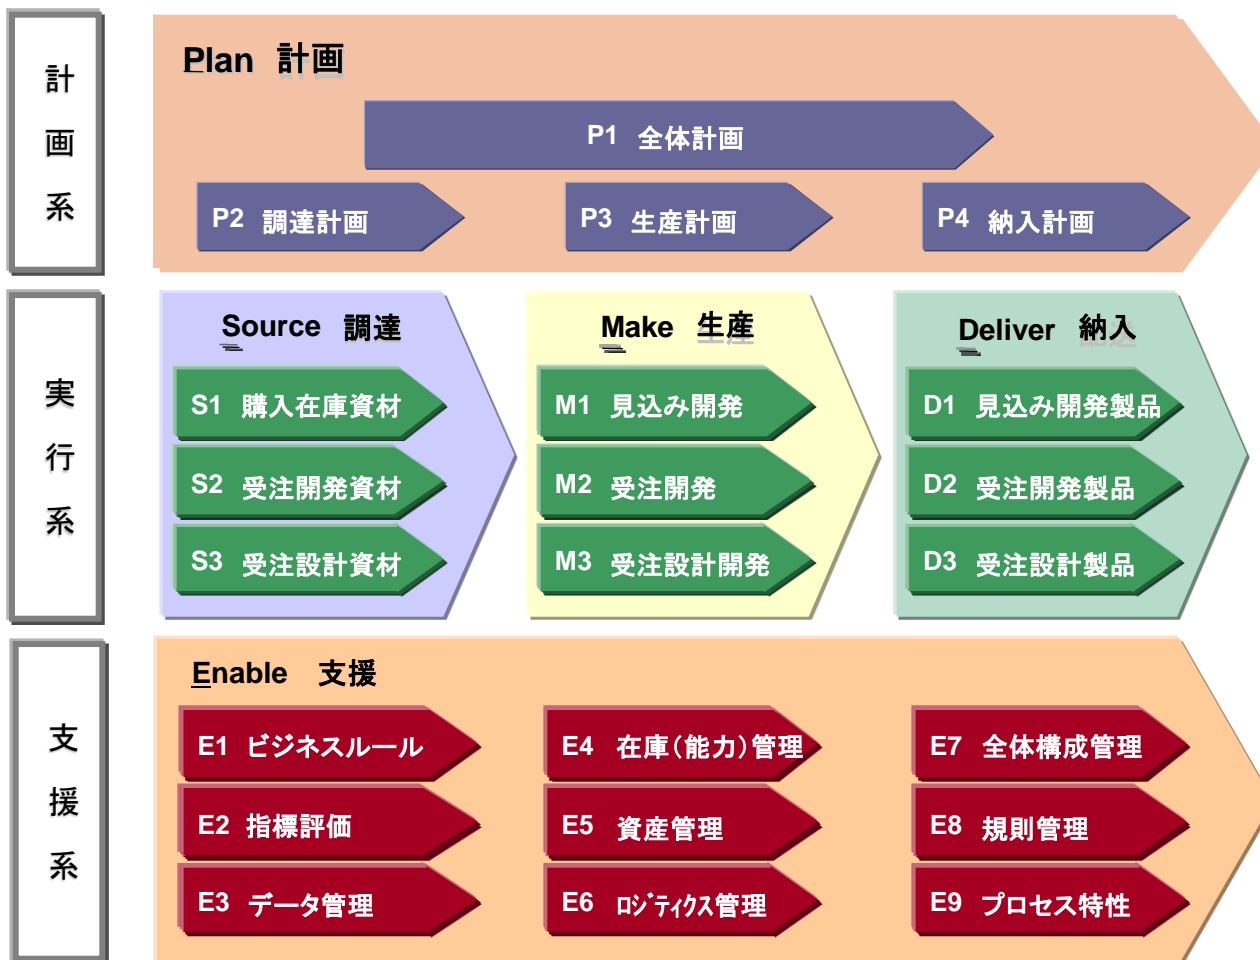 計画系
Plan 計画
P1 全体計画
P2 調達計画
P3 生産計画
P4 納入計画
実行系
Source 調達
S1 購入在庫資材
S2 受注開発資材
S3 受注設計資材
Make 生産
M1 見込み開発
M2 受注開発
M3 受注設計開発
Deliver 納入
D1 見込み開発製品
D2 受注開発製品
D3 受注設計製品
支援系
Enable 支援
E1 ビジネスルール
E2 指標評価
E3 データ管理
E4 在庫(能力)管理
E5 資産管理
E6 ﾛｼﾞﾃｨｸｽ管理
E7 全体構成管理
E8 規則管理
E9 プロセス特性